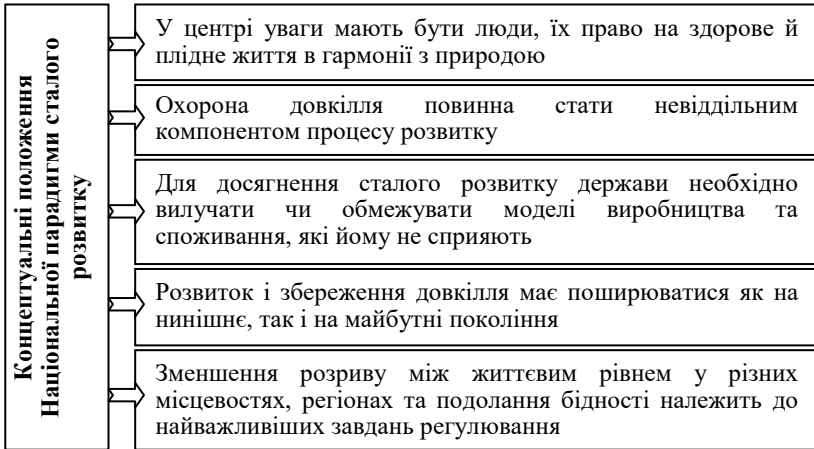 Концептуальні положення
Національної парадигми сталого
розвитку
У центрі уваги мають бути люди, їх право на здорове й
плідне життя в гармонії з природою
Охорона довкілля повинна стати невіддільним
компонентом процесу розвитку
Для досягнення сталого розвитку держави необхідно
вилучати чи обмежувати моделі виробництва та
споживання, які йому не сприяють
Розвиток і збереження довкілля має поширюватися як на
нинішнє, так і на майбутні покоління
Зменшення розриву між життєвим рівнем у різних
місцевостях, регіонах та подолання бідності належить до
найважливіших завдань регулювання